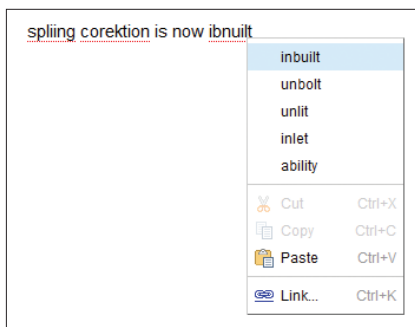 spliing corektion is now ibnuilt
inbuilt
unbolt
unlit
inlet
ability
Cut Ctrl+X
Copy Ctrl+C
Paste Ctrl+V
Link... Ctrl+K